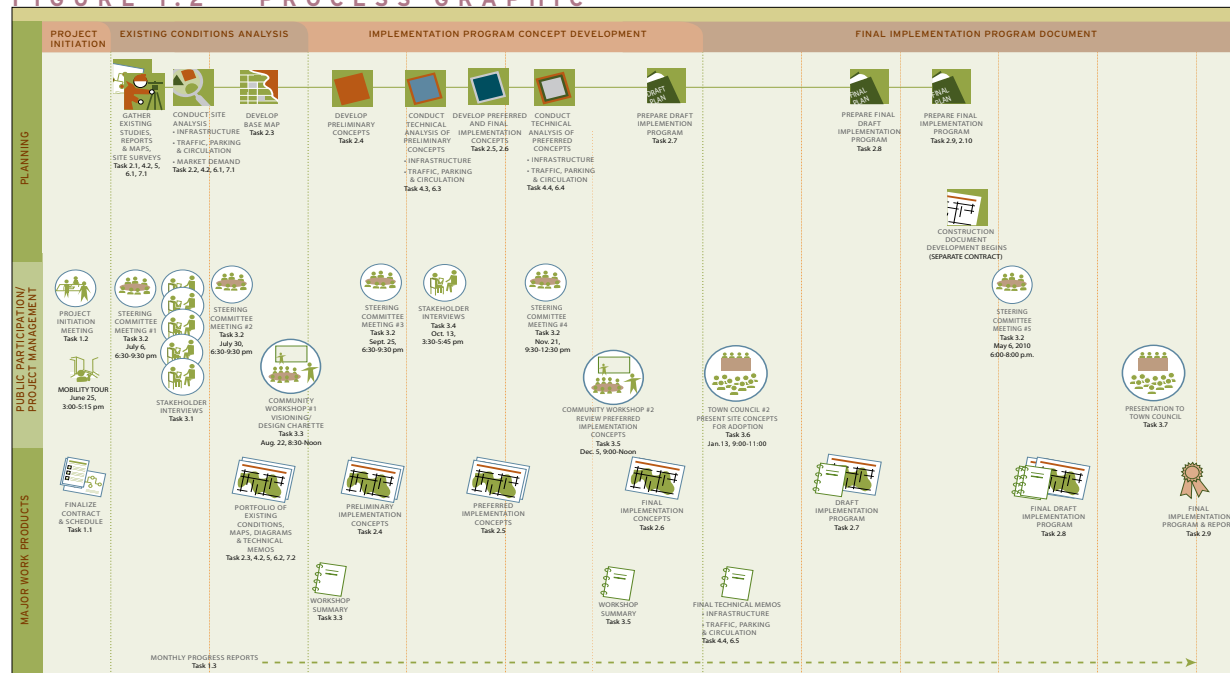 FIGURE 1.2 PROCESS GRAPHIC
PROJECT
INITIATION
EXISTING CONDITIONS ANALYSIS
IMPLEMENTATION PROGRAM CONCEPT DEVELOPMENT
FINAL IMPLEMENTATION PROGRAM DOCUMENT
PLANNING
GATHER
EXISTING
STUDIES,
REPORTS
& MAPS,
SITE SURVEYS
Task 2.1, 4.2, 5,
6.1, 7.1
CONDUCT SITE
ANALYSIS
• INFRASTRUCTURE
• TRAFFIC, PARKING
& CIRCULATION
• MARKET DEMAND
Task 2.2, 4.2, 6.1, 7.1
DEVELOP
BASE MAP
Task 2.3
DEVELOP
PRELIMINARY
CONCEPTS
Task 2.4
CONDUCT
TECHNICAL
ANALYSIS OF
PRELIMINARY
CONCEPTS
• INFRASTRUCTURE
• TRAFFIC, PARKING
& CIRCULATION
Task 4.3, 6.3
DEVELOP PREFERRED
AND FINAL
IMPLEMENTATION
CONCEPTS
Task 2.5, 2.6
CONDUCT
TECHNICAL
ANALYSIS OF
PREFERRED
CONCEPTS
• INFRASTRUCTURE
• TRAFFIC, PARKING
& CIRCULATION
Task 4.4, 6.4
DRAFT
PLAN
PREPARE DRAFT
IMPLEMENTATION
PROGRAM
Task 2.7
FINAL
PLAN
PREPARE FINAL
DRAFT
IMPLEMENTATION
PROGRAM
Task 2.8
FINAL
PLAN
PREPARE FINAL
IMPLEMENTATION
PROGRAM
Task 2.9, 2.10
CONSTRUCTION
DOCUMENT
DEVELOPMENT BEGINS
(SEPARATE CONTRACT)
PUBLIC PARTICIPATION/
PROJECT MANAGEMENT
PROJECT
INITIATION
MEETING
Task 1.2
MOBILITY TOUR
June 25,
3:00-5:15 pm
STEERING
COMMITTEE
MEETING #1
Task 3.2
July 6,
6:30-9:30 pm
STAKEHOLDER
INTERVIEWS
Task 3.1
STEERING
COMMITTEE
MEETING #2
Task 3.2
July 30,
6:30-9:30 pm
COMMUNITY
WORKSHOP #1
VISIONING/
DESIGN CHARETTE
Task 3.3
Aug. 22, 8:30-Noon
STEERING
COMMITTEE
MEETING #3
Task 3.2
Sept. 25,
6:30-9:30 pm
STAKEHOLDER
INTERVIEWS
Task 3.4
Oct. 13,
3:30-5:45 pm
STEERING
COMMITTEE
MEETING #4
Task 3.2
Nov. 21,
9:30-12:30 pm
COMMUNITY WORKSHOP #2
REVIEW PREFERRED
IMPLEMENTATION
CONCEPTS
Task 3.5
Dec. 5, 9:00-Noon
TOWN COUNCIL #2
PRESENT SITE CONCEPTS
FOR ADOPTION
Task 3.6
Jan.13, 9:00-11:00
STEERING
COMMITTEE
MEETING #5
Task 3.2
May 6, 2010
6:00-8:00 p.m.
PRESENTATION TO
TOWN COUNCIL
Task 3.7
MAJOR WORK PRODUCTS
FINALIZE
CONTRACT
& SCHEDULE
Task 1.1
PORTFOLIO OF
EXISTING
CONDITIONS,
MAPS, DIAGRAMS
& TECHNICAL
MEMOS
Task 2.3, 4.2, 5, 6.2, 7.2
PRELIMINARY
IMPLEMENTATION
CONCEPTS
Task 2.4
PREFERRED
IMPLEMENTATION
CONCEPTS
Task 2.5
FINAL
IMPLEMENTATION
CONCEPTS
Task 2.6
DRAFT
IMPLEMENTATION
PROGRAM
Task 2.7
FINAL DRAFT
IMPLEMENTATION
PROGRAM
Task 2.8
FINAL
IMPLEMENTATION
PROGRAM & REPOR
Task 2.9
WORKSHOP
SUMMARY
Task 3.3
WORKSHOP
SUMMARY
Task 3.5
FINAL TECHNICAL MEMOS
• INFRASTRUCTURE
• TRAFFIC, PARKING
& CIRCULATION
Task 4.4, 6.5
MONTHLY PROGRESS REPORTS
Task 1.3